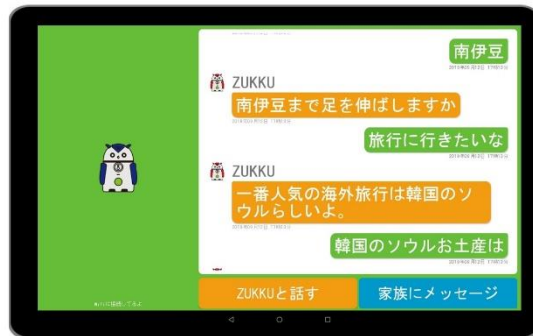 南伊豆
ZUKKU
南伊豆まで足を伸ばしますか
旅行に行きたいな
ZUKKU
一番人気の海外旅行は韓国のソ
ウルらしいよ。
韓国のソウルお土産は
ZUKKUと話す
家族にメッセージ